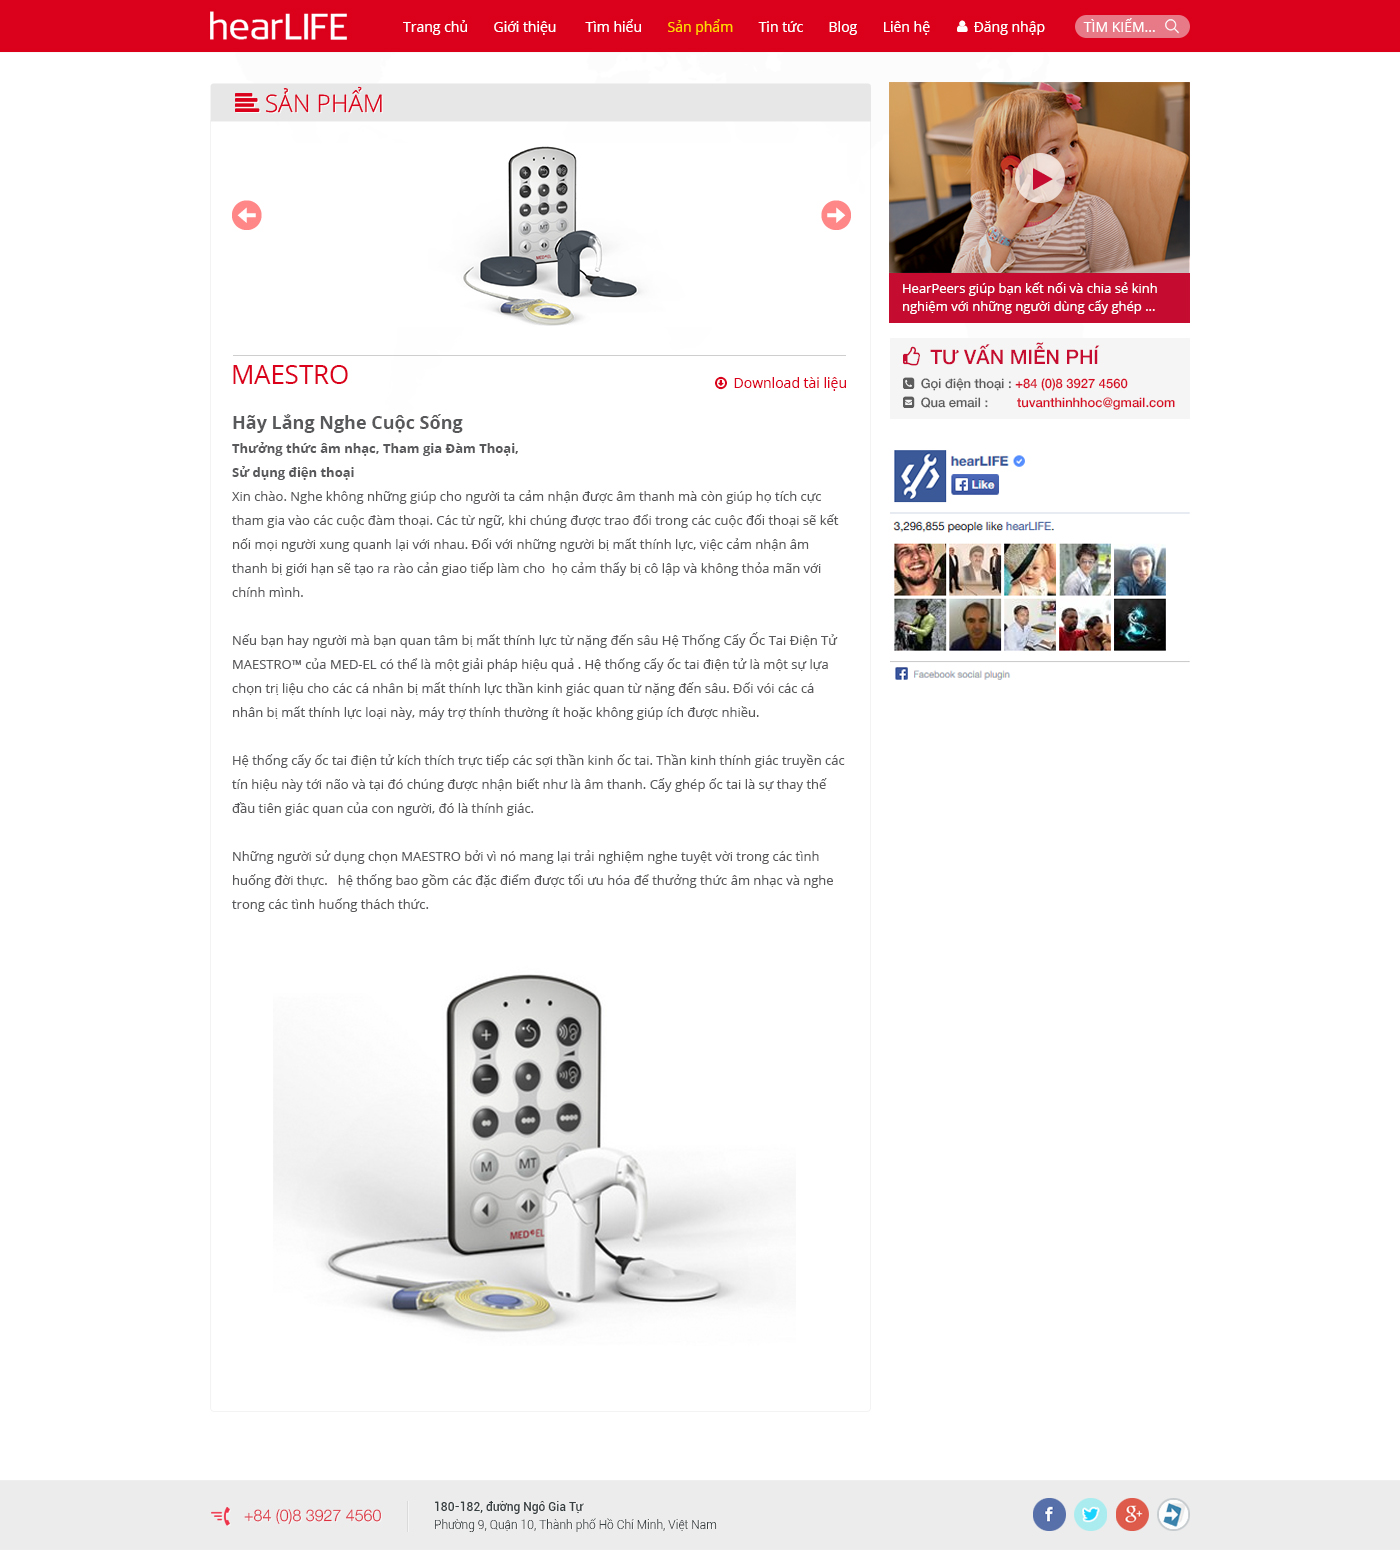 hearLIFE
Trang chủ Giới thiệu Tìm hiểu Sản phẩm Tin tức Blog Liên hệ Đăng nhập TÌM KIẾM...
SẢN PHẨM
M MT T
MED EL
MAESTRO
Download tài liệu
Hãy Lắng Nghe Cuộc Sống
Thưởng thức âm nhạc, Tham gia Đàm Thoại,
Sử dụng điện thoại
Xin chào. Nghe không những giúp cho người ta cảm nhận được âm thanh mà còn giúp họ tích cực
tham gia vào các cuộc đàm thoại. Các từ ngữ, khi chúng được trao đổi trong các cuộc đối thoại sẽ kết
nối mọi người xung quanh lại với nhau. Đối với những người bị mất thính lực, việc cảm nhận âm
thanh bị giới hạn sẽ tạo ra rào cản giao tiếp làm cho họ cảm thấy bị cô lập và không thỏa mãn với
chính mình.
Nếu bạn hay người mà bạn quan tâm bị mất thính lực từ nặng đến sâu Hệ Thống Cấy Ốc Tai Điện Tử
MAESTRO™ của MED-EL có thể là một giải pháp hiệu quả . Hệ thống cấy ốc tai điện tử là một sự lựa
chọn trị liệu cho các cá nhân bị mất thính lực thần kinh giác quan từ nặng đến sâu. Đối vói các cá
nhân bị mất thính lực loại này, máy trợ thính thường ít hoặc không giúp ích được nhiều.
Hệ thống cấy ốc tai điện tử kích thích trực tiếp các sợi thần kinh ốc tai. Thần kinh thính giác truyền các
tín hiệu này tới não và tại đó chúng được nhận biết như là âm thanh. Cấy ghép ốc tai là sự thay thế
đầu tiên giác quan của con người, đó là thính giác.
Những người sử dụng chọn MAESTRO bởi vì nó mang lại trải nghiệm nghe tuyệt vời trong các tình
huống đời thực. hệ thống bao gồm các đặc điểm được tối ưu hóa để thưởng thức âm nhạc và nghe
trong các tình huống thách thức.
M MT
MED EL
HearPeers giúp bạn kết nối và chia sẻ kinh
nghiệm với những người dùng cấy ghép ...
TƯ VẤN MIỄN PHÍ
Gọi điện thoại : +84 (0)8 3927 4560
Qua email : tuvanthinhhoc@gmail.com
hearLIFE
Like
3,296,855 people like hearLIFE.
Facebook social plugin
+84 (0)8 3927 4560
180-182, đường Ngô Gia Tự
Phường 9, Quận 10, Thành phố Hồ Chí Minh, Việt Nam